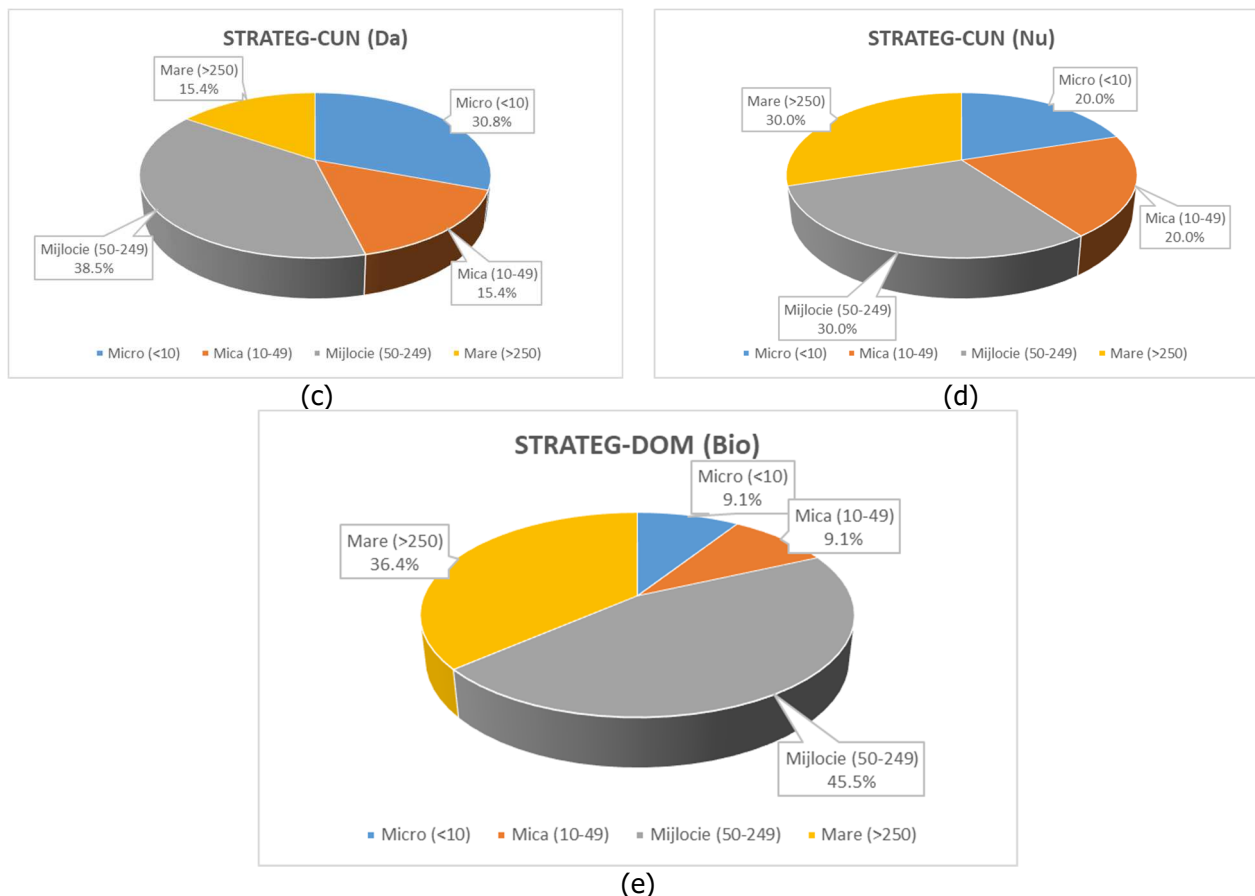 STRATEG-CUN (Da)
Mare (>250)
15.4%
Micro (<10)
30.8%
Mijlocie (50-249)
38.5%
Mica (10-49)
15.4%
Micro (<10) Mica (10-49) Mijlocie (50-249) Mare (>250)
(c)
STRATEG-CUN (Nu)
Micro (<10)
20.0%
Mare (>250)
30.0%
Mica (10-49)
20.0%
Mijlocie (50-249)
30.0%
Micro (<10) Mica (10-49) Mijlocie (50-249) Mare (>250)
(d)
STRATEG-DOM (Bio)
Micro (<10)
9.1%
Mica (10-49)
9.1%
Mare (>250)
36.4%
Mijlocie (50-249)
45.5%
Micro (<10) Mica (10-49) Mijlocie (50-249) Mare (>250)
(e)